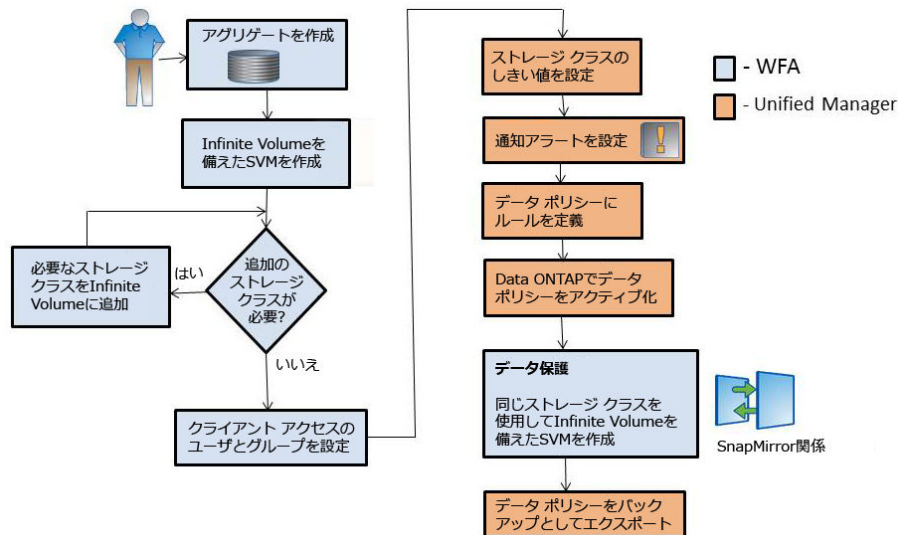 アグリゲートを作成
Infinite Volumeを
備えたSVMを作成
追加の
ストレージ
クラスが
必要?
はい
必要なストレージ
クラスをInfinite
Volumeに追加
いいえ
クライアント アクセスの
ユーザとグループを設定
ストレージ クラスの
しきい値を設定
通知アラートを設定
データ ポリシーに
ルールを定義
Data ONTAPでデータ
ポリシーをアクティブ化
データ保護
同じストレージ クラスを
使用してInfinite Volumeを
備えたSVMを作成
SnapMirror関係
データ ポリシーをバック
アップとしてエクスポート
- WFA
- Unified Manager